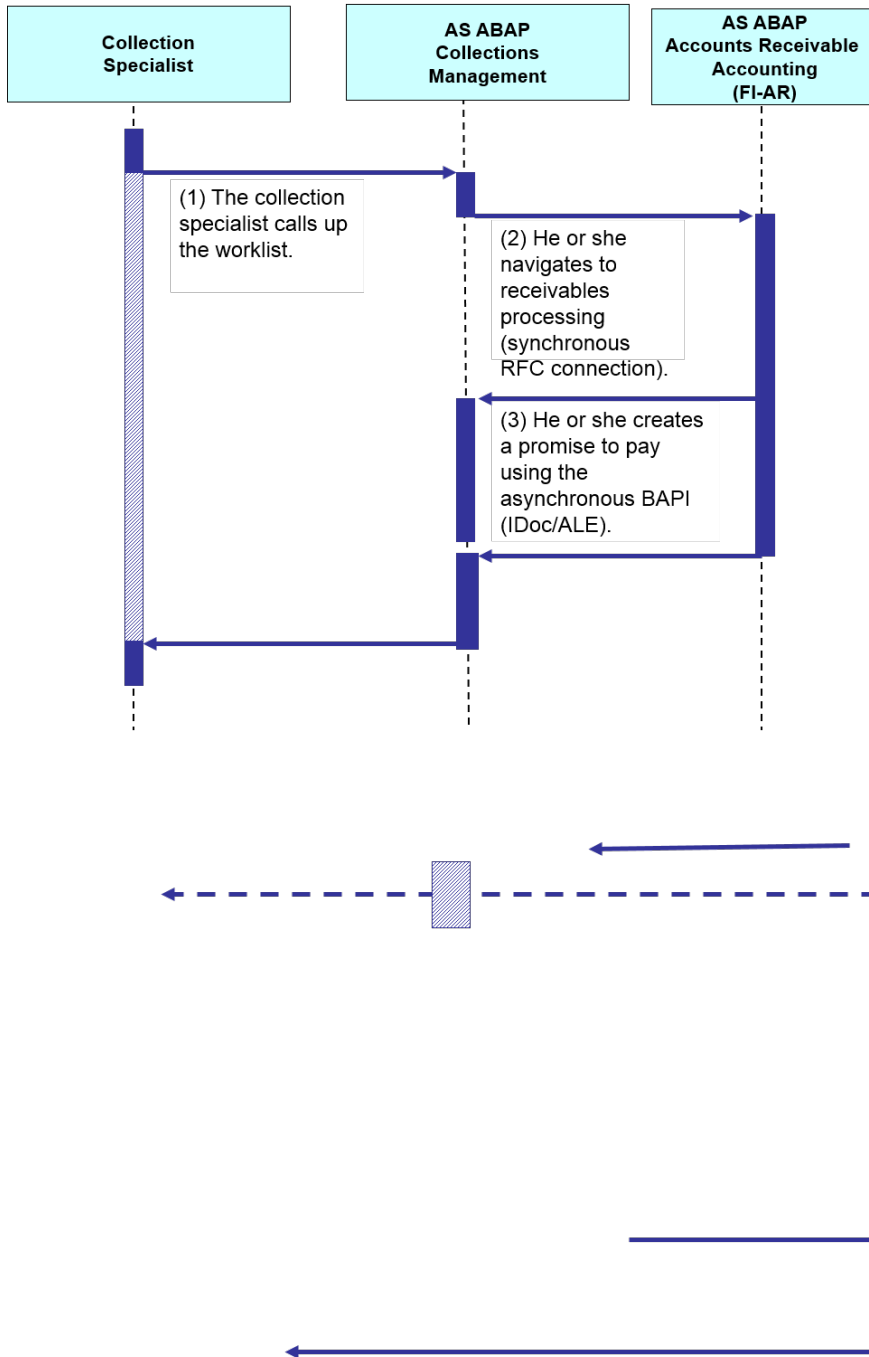 Collection
Specialist
AS ABAP
Collections
Management
AS ABAP
Accounts Receivable
Accounting
(FI-AR)
(1) The collection
specialist calls up
the worklist.
(2) He or she
navigates to
receivables
processing
(synchronous
RFC connection).
(3) He or she creates
a promise to pay
using the
asynchronous BAPI
(IDoc/ALE).